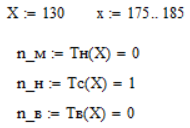 X := 130 x := 175.. 185
n_м := Тн(X) = 0
n_н := Тс(X) = 1
n_в := Тв(X) = 0